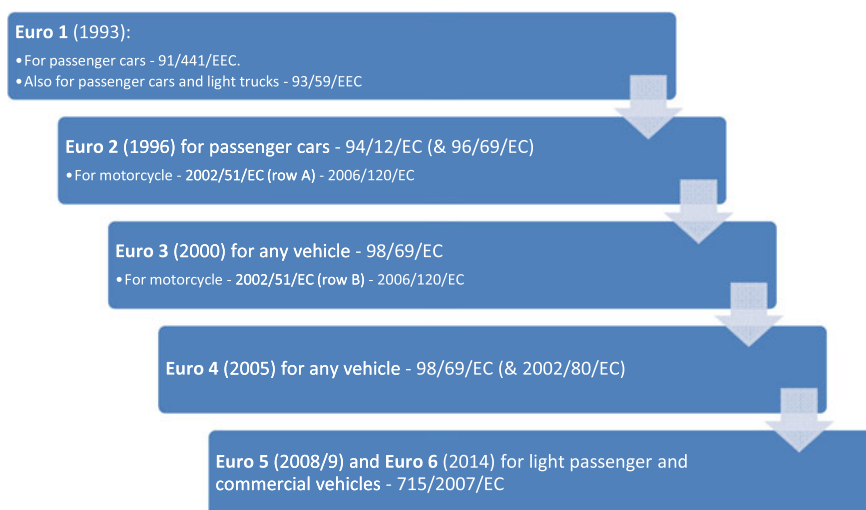 Euro 1 (1993):
•For passenger cars - 91/441/EEC.
•Also for passenger cars and light trucks - 93/59/EEC
Euro 2 (1996) for passenger cars - 94/12/EC (& 96/69/EC)
•For motorcycle - 2002/51/EC (row A) - 2006/120/EC
Euro 3 (2000) for any vehicle - 98/69/EC
•For motorcycle - 2002/51/EC (row B) - 2006/120/EC
Euro 4 (2005) for any vehicle - 98/69/EC (& 2002/80/EC)
Euro 5 (2008/9) and Euro 6 (2014) for light passenger and
commercial vehicles - 715/2007/EC